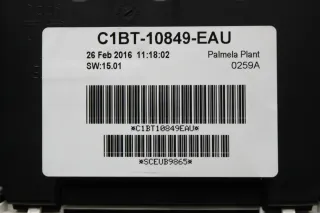 C1BT-10849-EAU
26 Feb 2016 11:18:02 Palmela Plant
SW:15.01 0259A
*C1BT10849EAU*
*SCEUB9865*